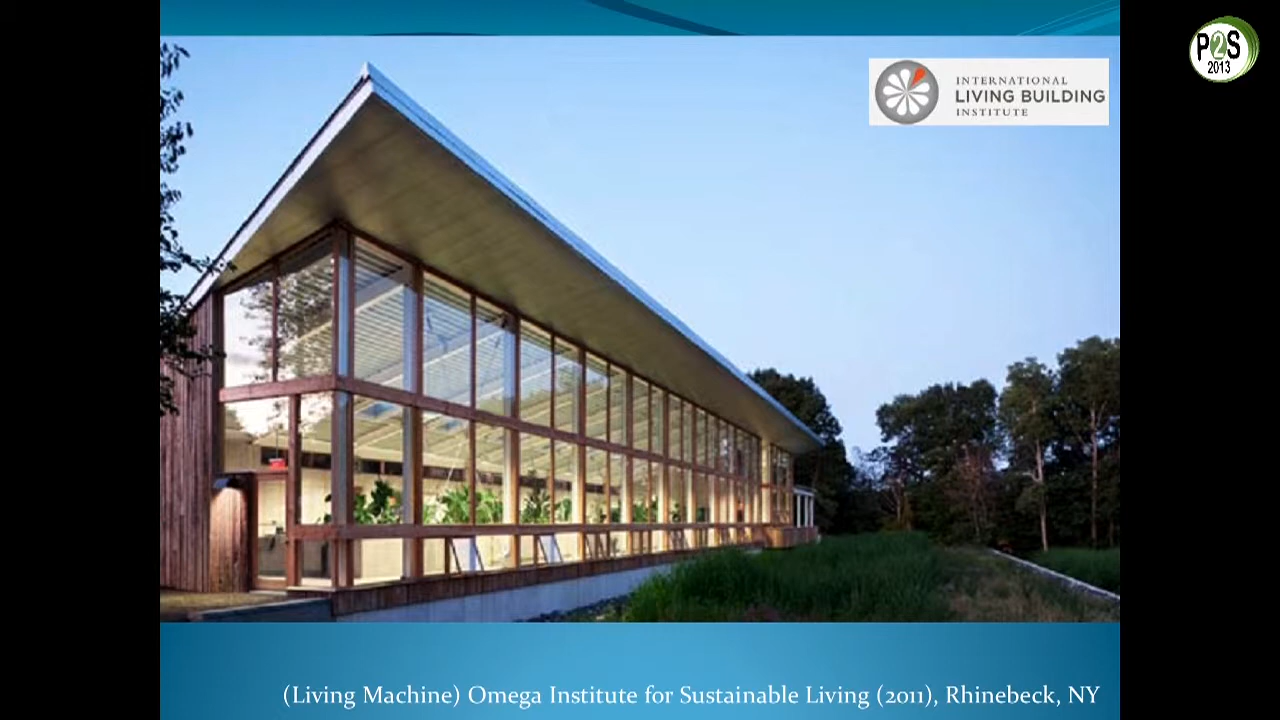 P2S
2013
INTERNATIONAL
LIVING BUILDING
INSTITUTE
(Living Machine) Omega Institute for Sustainable Living (2011), Rhinebeck, NY